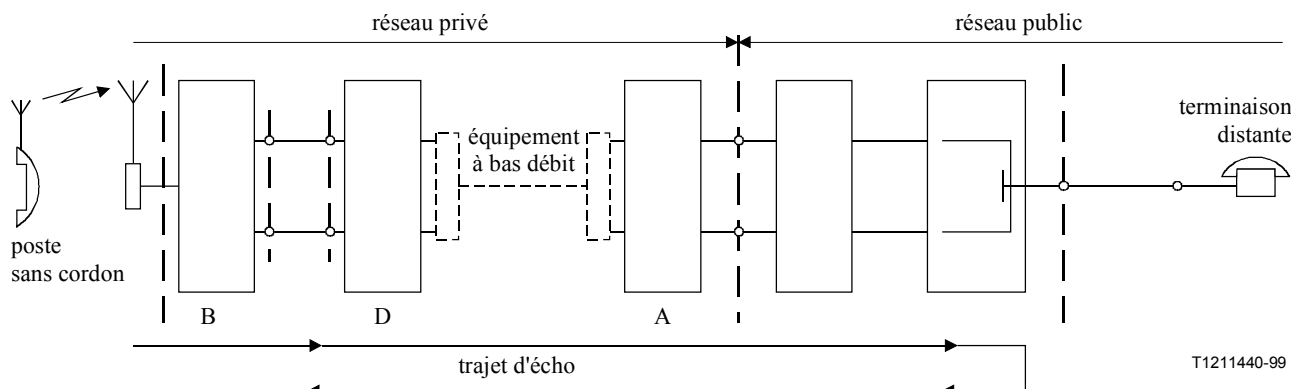 réseau privé
réseau public
terminaison
distante
équipement
à bas débit
poste
sans cordon
B
D
A
trajet d'écho
T1211440-99